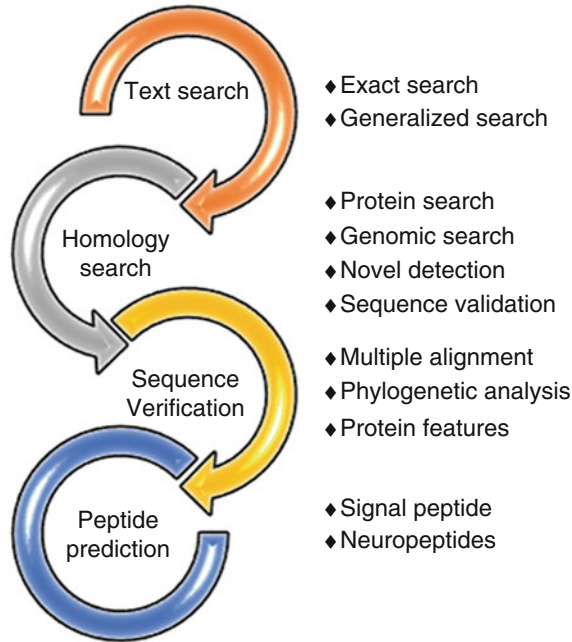 Text search
♦Exact search
♦Generalized search
Homology
search
♦Protein search
♦Genomic search
♦Novel detection
♦Sequence validation
Sequence
Verification
♦Multiple alignment
♦Phylogenetic analysis
♦Protein features
Peptide
prediction
♦Signal peptide
♦Neuropeptides